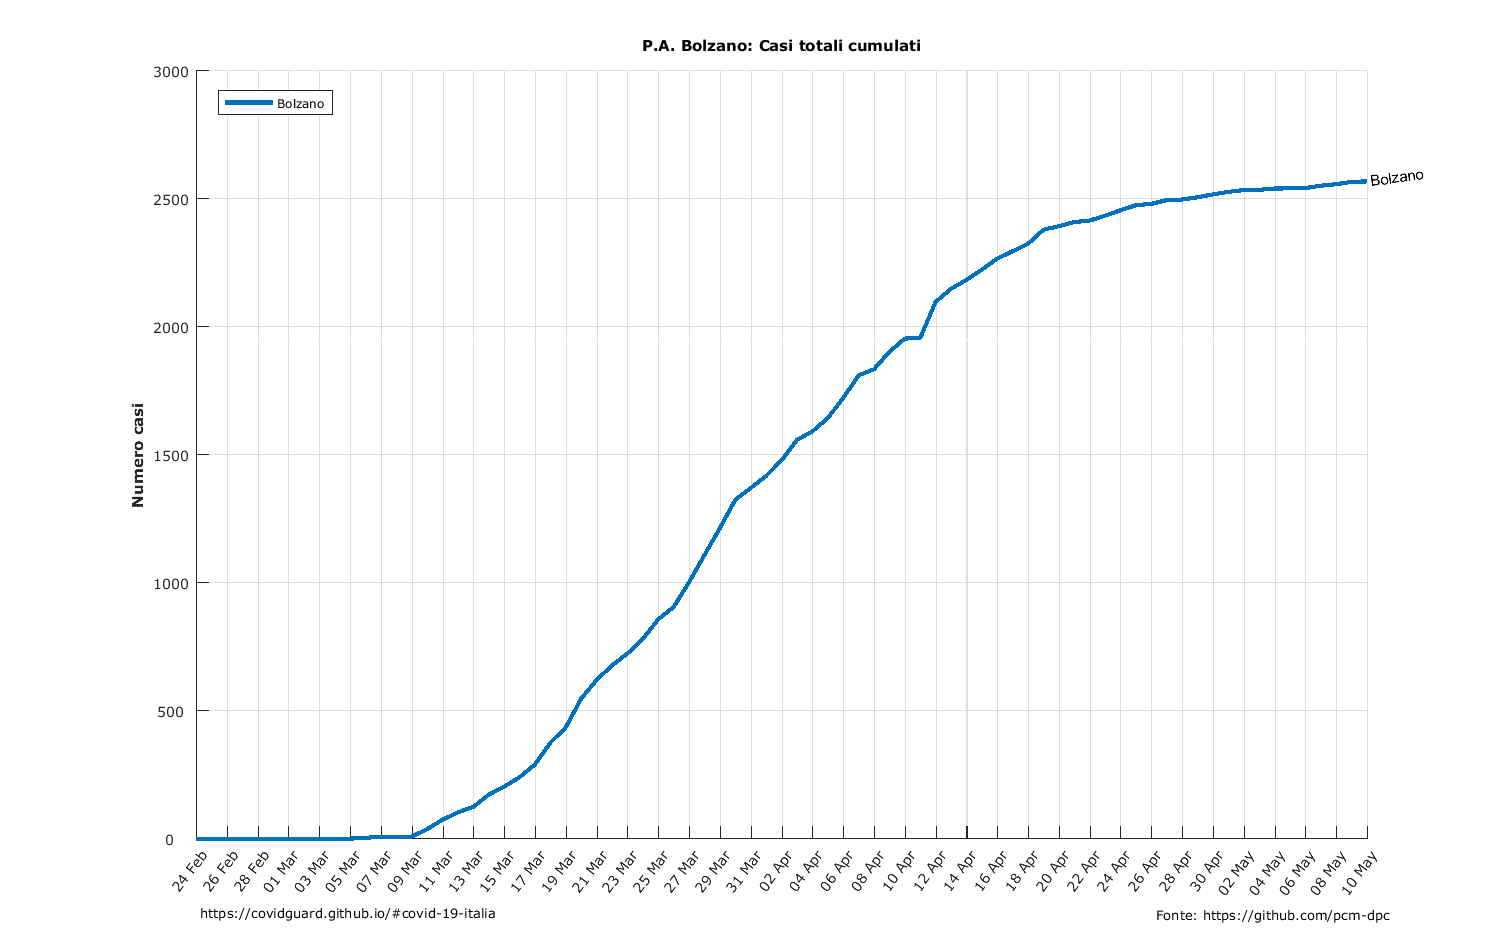 P.A. Bolzano: Casi totali cumulati
3000
Bolzano
Bolzano
2500
2000
1500
1000
500
0
Numero casi
24 Feb
26 Feb
28 Feb
01 Mar
03 Mar
05 Mar
07 Mar
09 Mar
11 Mar
13 Mar
15 Mar
17 Mar
19 Mar
21 Mar
23 Mar
25 Mar
27 Mar
29 Mar
31 Mar
02 Apr
04 Apr
06 Apr
08 Apr
10 Apr
12 Apr
14 Apr
16 Apr
18 Apr
20 Apr
22 Apr
24 Apr
26 Apr
28 Apr
30 Apr
02 May
04 May
06 May
08 May
10 May
https://covidguard.github.io/#covid-19-italia
Fonte: https://github.com/pcm-dpc